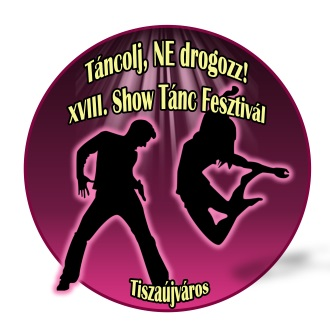 Táncolj, NE drogozz!
XVIII. Show Tánc Fesztivál
Tiszaújváros